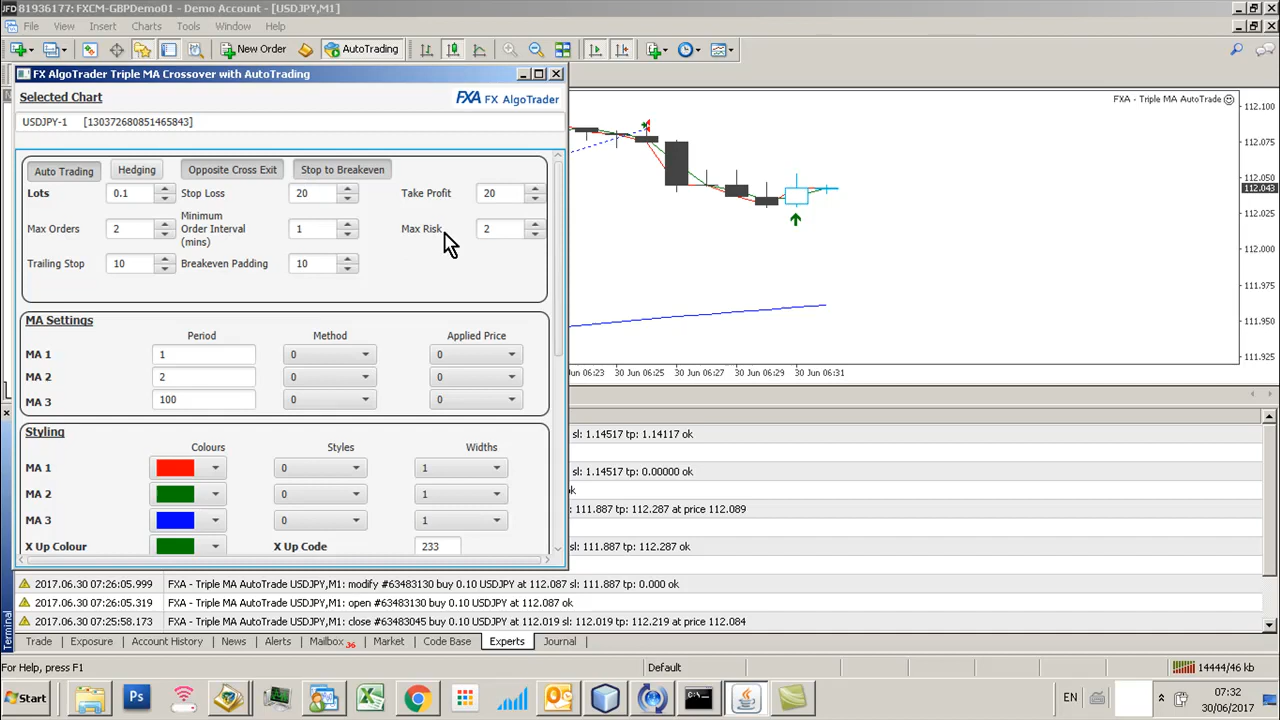 81936177: FXCM-GBPDemo01 - Demo Account - [USDJPY,M1]
File View Insert Charts Tools Window Help
New Order AutoTrading
FX AlgoTrader Triple MA Crossover with AutoTrading
Selected Chart
FXA FX AlgoTrader
USDJPY-1 [130372680851465843]
Auto Trading Hedging Opposite Cross Exit Stop to Breakeven
Lots 0.1 Stop Loss 20 Take Profit 20
Max Orders 2 Minimum Order Interval (mins) 1 Max Risk 2
Trailing Stop 10 Breakeven Padding 10
MA Settings
Period Method Applied Price
MA 1 1 0 0
MA 2 2 0 0
MA 3 100 0 0
Styling
Colours Styles Widths
MA 1 0 1
MA 2 0 1
MA 3 0 1
X Up Colour X Up Code 233
FXA - Triple MA AutoTrade
112.100
112.075
112.050
112.043
112.025
112.000
111.975
111.950
111.925
30 Jun 06:23 30 Jun 06:25 30 Jun 06:27 30 Jun 06:29 30 Jun 06:31
sl: 1.14517 tp: 1.14117 ok
sl: 1.14517 tp: 0.00000 ok
ok
sl: 111.887 tp: 112.287 at price 112.089
sl: 111.887 tp: 112.287 ok
2017.06.30 07:26:05.999 FXA - Triple MA AutoTrade USDJPY,M1: modify #63483130 buy 0.10 USDJPY at 112.087 sl: 111.887 tp: 0.000 ok
2017.06.30 07:26:05.319 FXA - Triple MA AutoTrade USDJPY,M1: open #63483130 buy 0.10 USDJPY at 112.087 ok
2017.06.30 07:25:58.173 FXA - Triple MA AutoTrade USDJPY,M1: close #63483045 buy 0.10 USDJPY at 112.019 sl: 112.019 tp: 112.219 at price 112.084
Terminal
Trade Exposure Account History News Alerts Mailbox 36 Market Code Base Experts Journal
For Help, press F1 Default 14444/46 kb
Start EN 07:32
30/06/2017